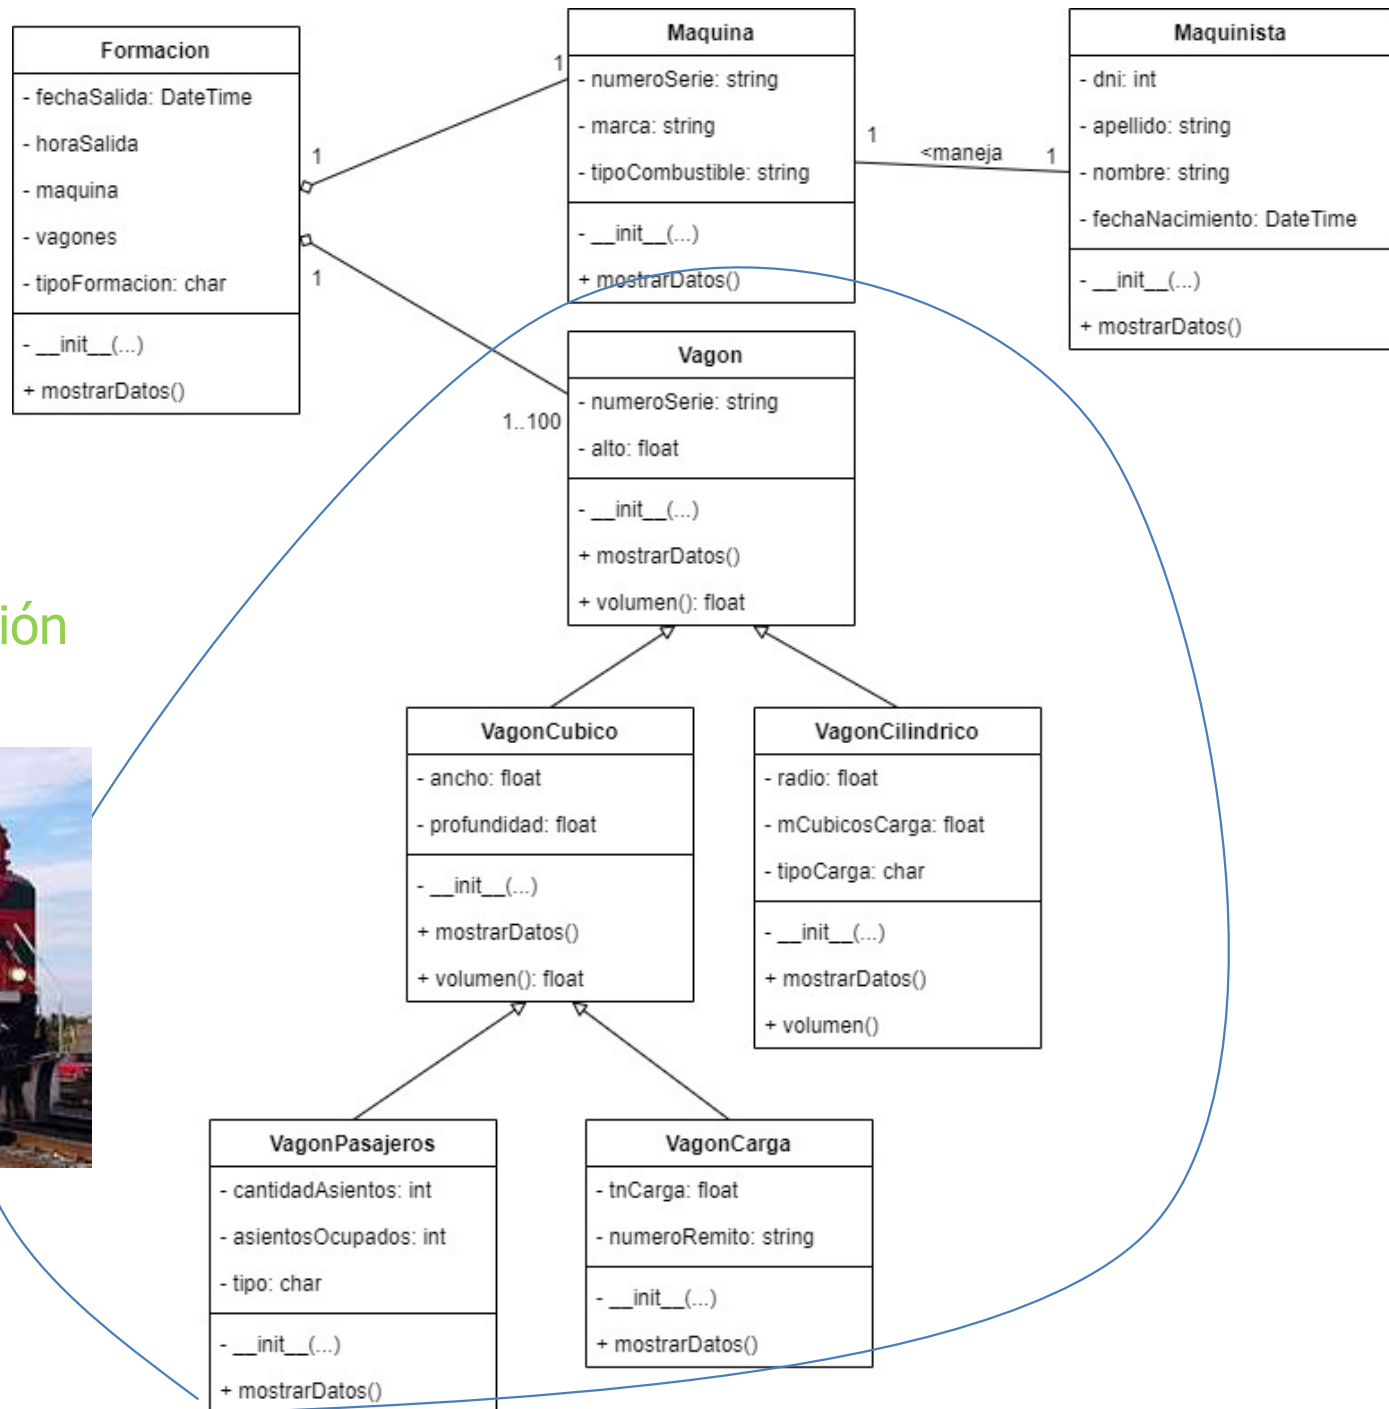 Formacion
- fechaSalida: DateTime
- horaSalida
- maquina
- vagones
- tipoFormacion: char
- __init__(...)
+ mostrarDatos()
1
1
1
1..100
Maquina
- numeroSerie: string
- marca: string
- tipoCombustible: string
- __init__(...)
+ mostrarDatos()
1
<maneja
1
Maquinista
- dni: int
- apellido: string
- nombre: string
- fechaNacimiento: DateTime
- __init__(...)
+ mostrarDatos()
Vagon
- numeroSerie: string
- alto: float
- __init__(...)
+ mostrarDatos()
+ volumen(): float
ión
VagonCubico
- ancho: float
- profundidad: float
- __init__(...)
+ mostrarDatos()
+ volumen(): float
VagonCilindrico
- radio: float
- mCubicosCarga: float
- tipoCarga: char
- __init__(...)
+ mostrarDatos()
+ volumen()
VagonPasajeros
- cantidadAsientos: int
- asientosOcupados: int
- tipo: char
- __init__(...)
+ mostrarDatos()
VagonCarga
- tnCarga: float
- numeroRemito: string
- __init__(...)
+ mostrarDatos()